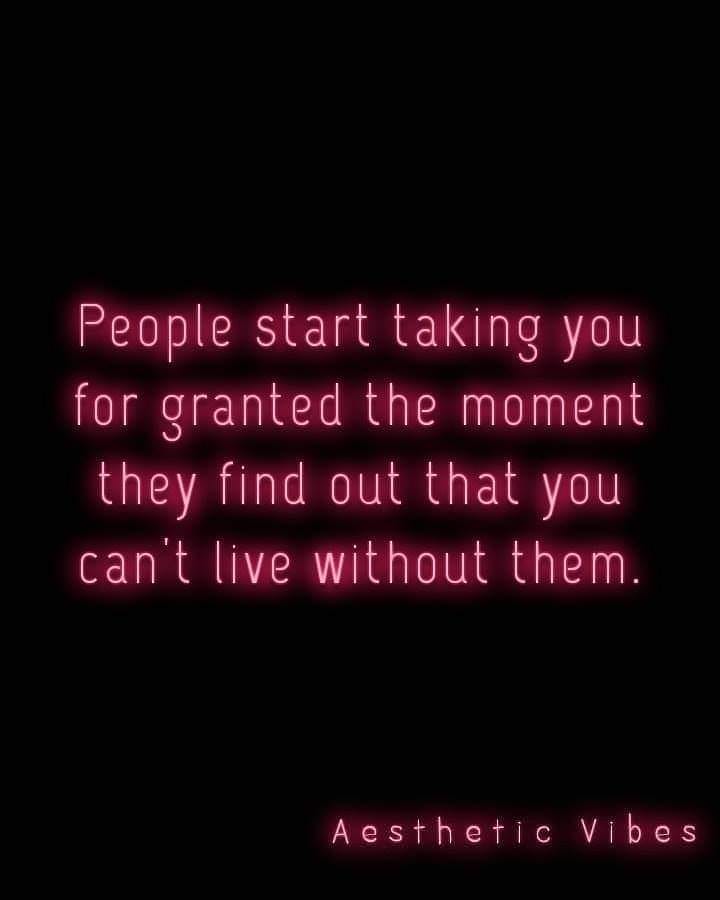 People start taking you
for granted the moment
they find out that you
can't live without them.
Aesthetic Vibes